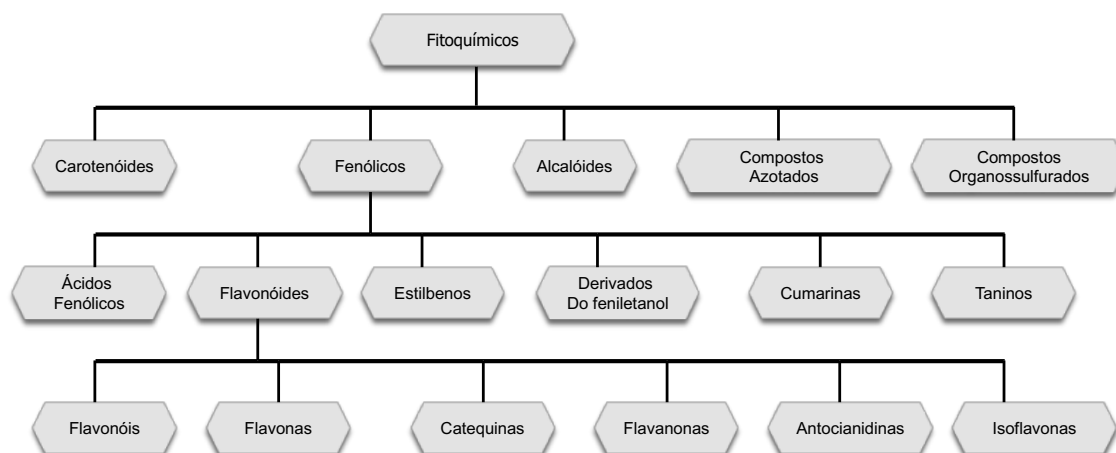 Fitoquímicos
Carotenóides
Fenólicos
Alcalóides
Compostos
Azotados
Compostos
Organossulfurados
Ácidos
Fenólicos
Flavonóides
Estilbenos
Derivados
Do feniletanol
Cumarinas
Taninos
Flavonóis
Flavonas
Catequinas
Flavanonas
Antocianidinas
Isoflavonas